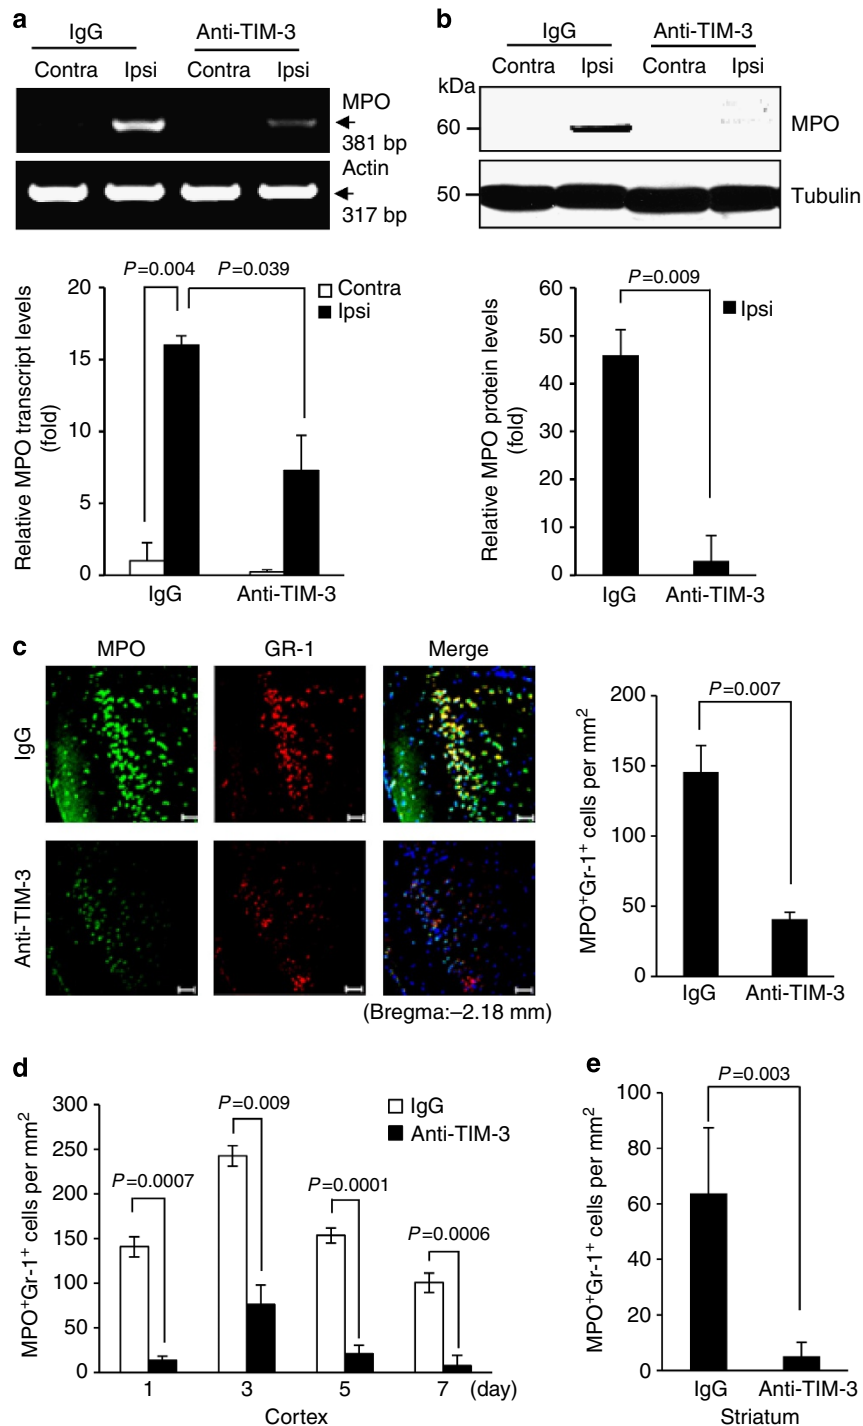 a
IgG Anti-TIM-3
Contra Ipsi Contra Ipsi
MPO
381 bp
Actin
317 bp
P=0.004 P=0.039
Contra
Ipsi
Relative MPO transcript levels
(fold)
20
15
10
5
0
IgG Anti-TIM-3
b
IgG Anti-TIM-3
Contra Ipsi Contra Ipsi
kDa
60
MPO
50
Tubulin
P=0.009
Ipsi
Relative MPO protein levels
(fold)
60
50
40
30
20
10
0
IgG Anti-TIM-3
c
MPO GR-1 Merge
IgG
Anti-TIM-3
(Bregma:–2.18 mm)
P=0.007
MPO+Gr-1+ cells per mm2
200
150
100
50
0
IgG Anti-TIM-3
d
IgG
Anti-TIM-3
P=0.0007
P=0.009
P=0.0001
P=0.0006
MPO+Gr-1+ cells per mm2
300
250
200
150
100
50
0
1 3 5 7 (day)
Cortex
e
P=0.003
MPO+Gr-1+ cells per mm2
100
80
60
40
20
0
IgG Anti-TIM-3
Striatum